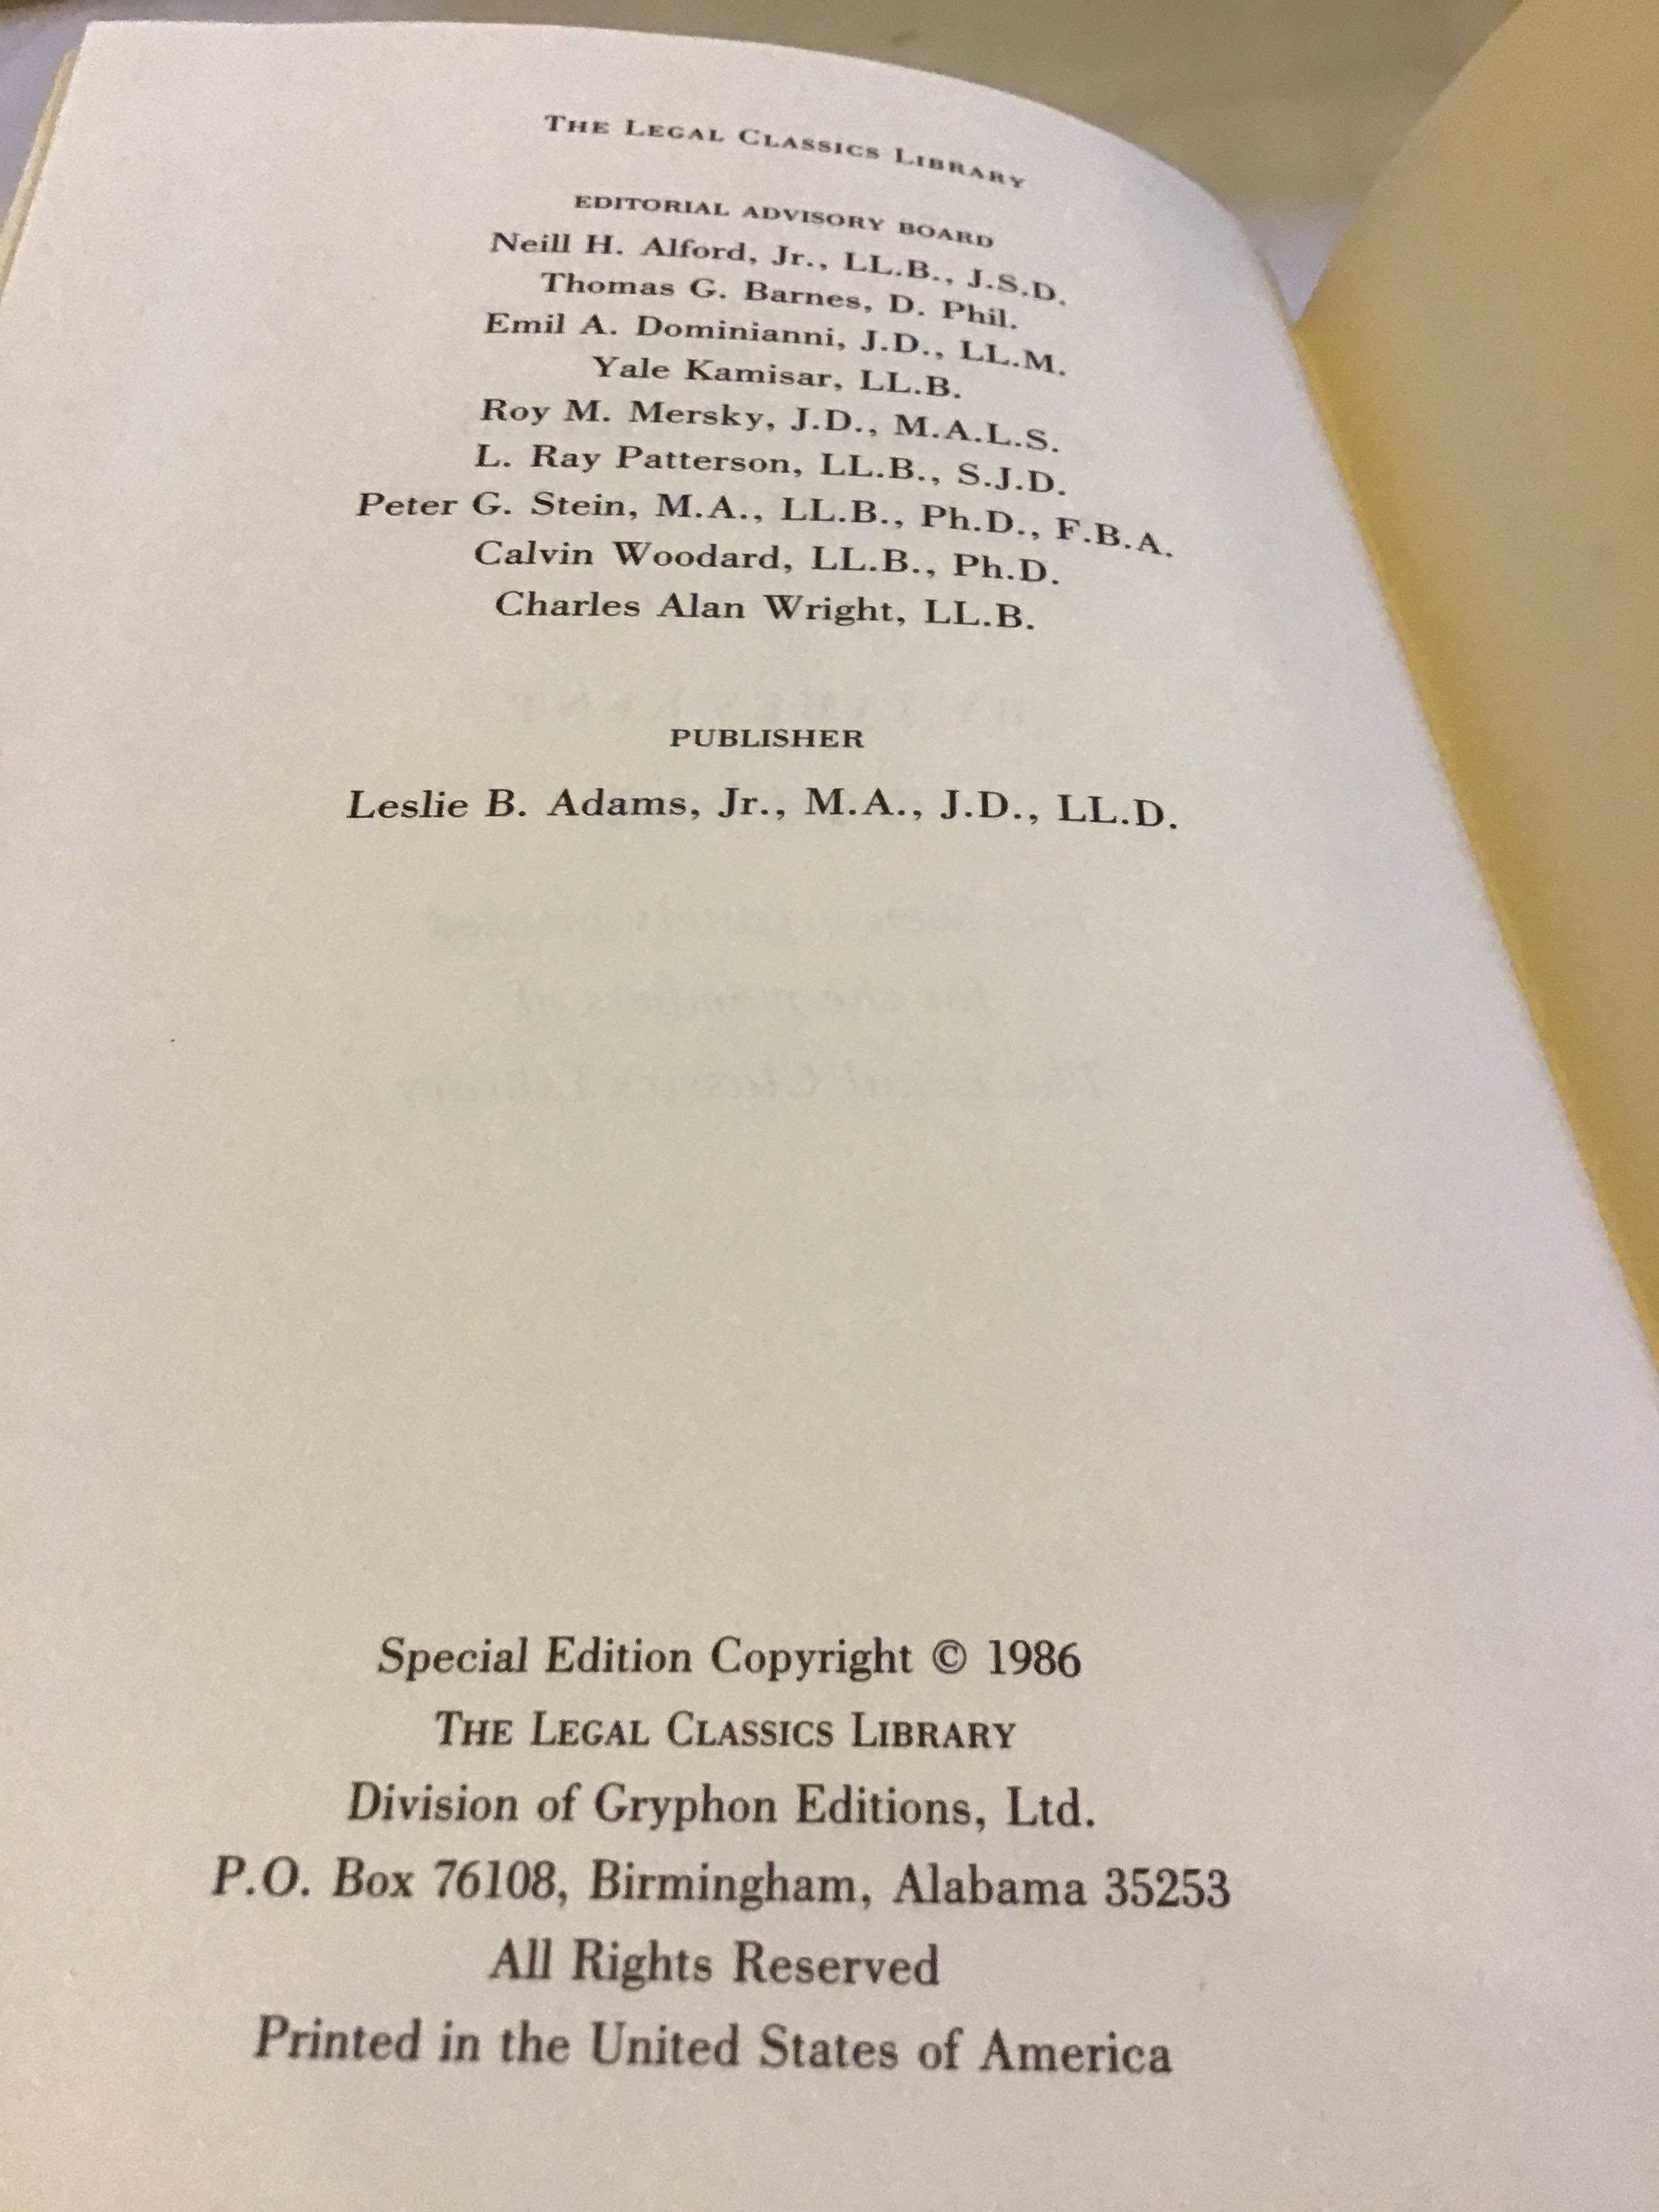 THE LEGAL CLASSICS LIBRARY
EDITORIAL ADVISORY BOARD
Neill H. Alford, Jr., LL.B., J.S.D.
Thomas G. Barnes, D. Phil.
Emil A. Dominianni, J.D., LL.M.
Yale Kamisar, LL.B.
Roy M. Mersky, J.D., M.A.L.S.
L. Ray Patterson, LL.B., S.J.D.
Peter G. Stein, M.A., LL.B., Ph.D., F.B.A.
Calvin Woodard, LL.B., Ph.D.
Charles Alan Wright, LL.B.
PUBLISHER
Leslie B. Adams, Jr., M.A., J.D., LL.D.
Special Edition Copyright © 1986
THE LEGAL CLASSICS LIBRARY
Division of Gryphon Editions, Ltd.
P.O. Box 76108, Birmingham, Alabama 35253
All Rights Reserved
Printed in the United States of America